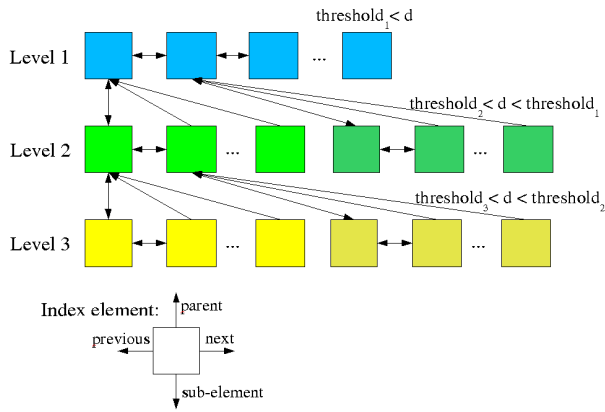 threshold₁ < d
Level 1
...
threshold₂ < d < threshold₁
Level 2
... ...
threshold₃ < d < threshold₂
Level 3
... ...
Index element:
parent
previous next
sub-element